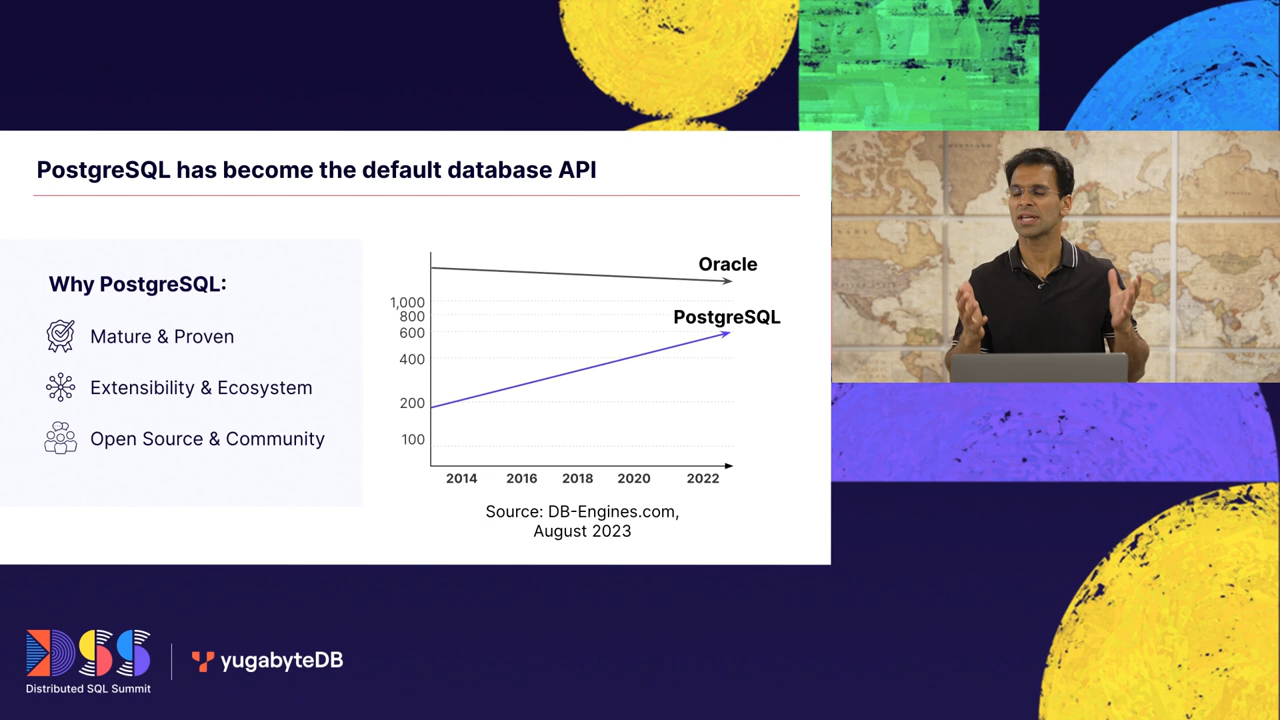 PostgreSQL has become the default database API
Why PostgreSQL:
Mature & Proven
Extensibility & Ecosystem
Open Source & Community
Oracle
PostgreSQL
1,000
800
600
400
200
100
2014 2016 2018 2020 2022
Source: DB-Engines.com,
August 2023
DSS
Distributed SQL Summit
yugabyteDB